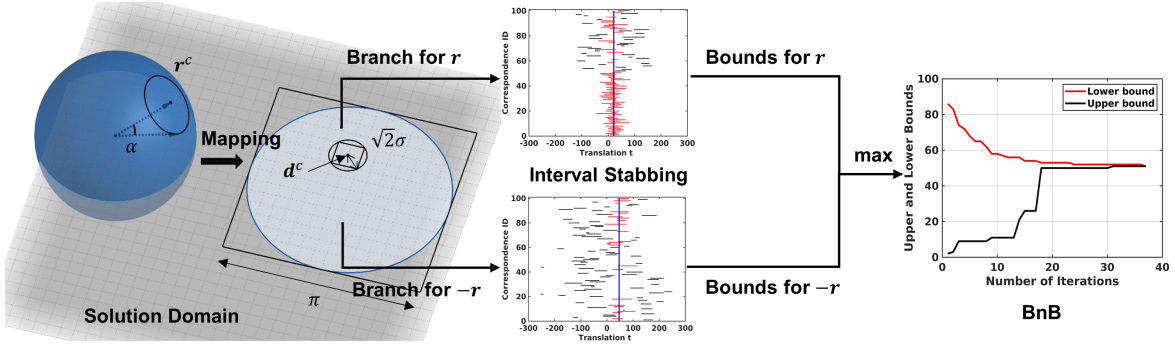 r^c
α
Mapping
Solution Domain
d^c
√2σ
π
Branch for r
Branch for -r
Correspondence ID
100
80
60
40
20
0
-300 -200 -100 0 100 200 300
Translation t
Interval Stabbing
Correspondence ID
100
80
60
40
20
0
-300 -200 -100 0 100 200 300
Translation t
Bounds for r
Bounds for -r
max
Upper and Lower Bounds
100
80
60
40
20
0
Lower bound
Upper bound
0 10 20 30 40
Number of Iterations
BnB